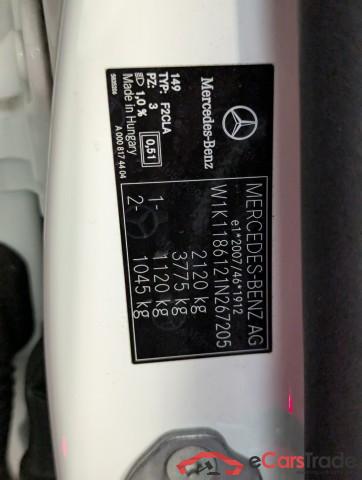 MERCEDES-BENZ AG
e1*2007/46*1912
W1K1186121N267205
2120 kg
3775 kg
1- 1120 kg
2- 1045 kg
Mercedes-Benz
149
TYP: F2CLA
PZ: 3
1,0 % 0,51
Made in Hungary
A 000 817 44 04
eCarsTrade
.com